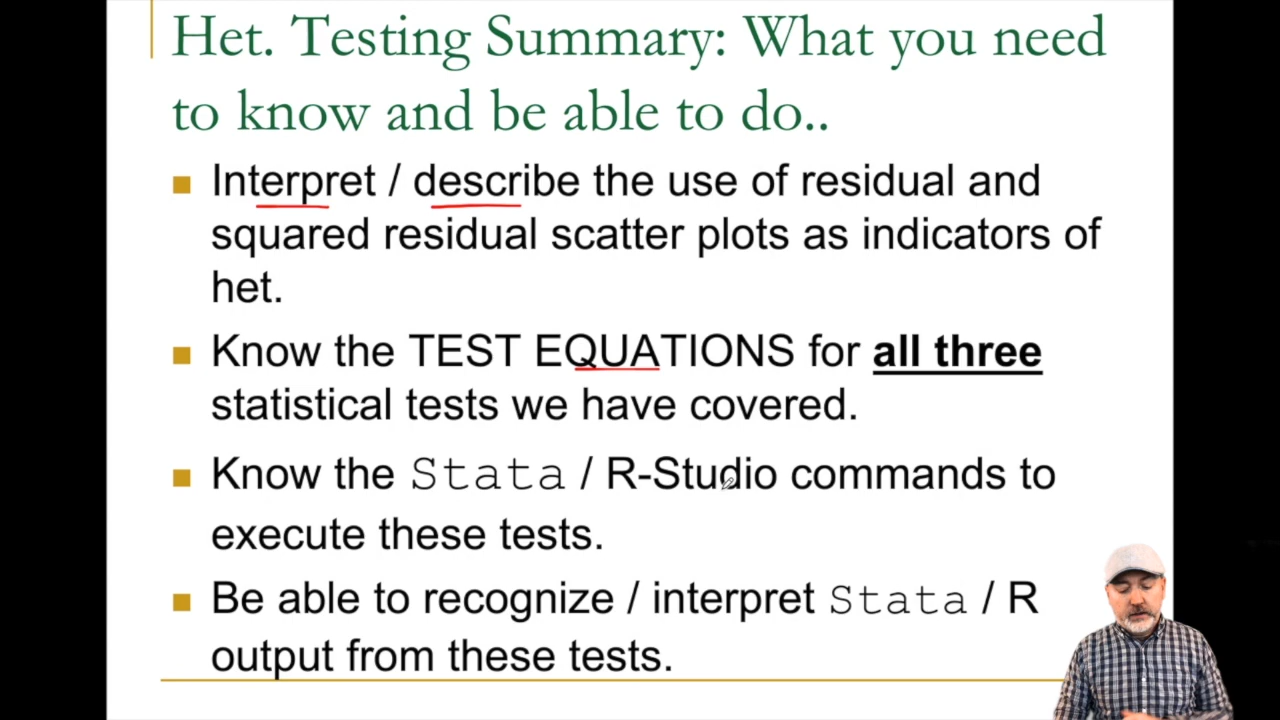 Het. Testing Summary: What you need
to know and be able to do..
Interpret / describe the use of residual and
squared residual scatter plots as indicators of
het.
Know the TEST EQUATIONS for all three
statistical tests we have covered.
Know the Stata / R-Studio commands to
execute these tests.
Be able to recognize / interpret Stata / R
output from these tests.